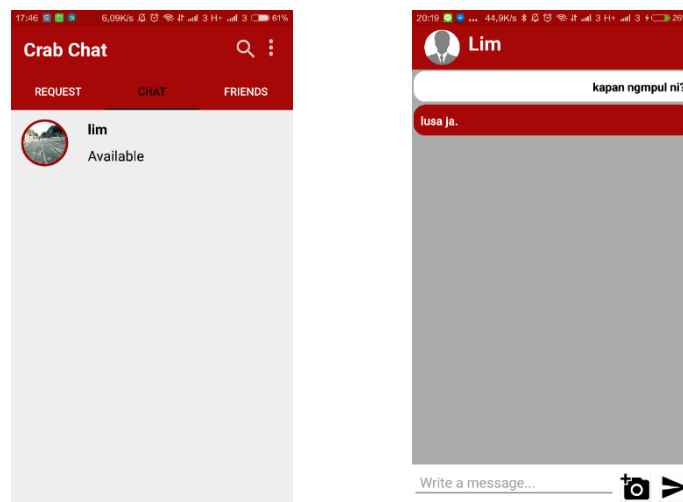 17:46 6,09K/s 3 H+ 3 61%
Crab Chat
REQUEST CHAT FRIENDS
lim
Available
20:19 ... 44,9K/s 3 H+ 3 26%
Lim
kapan ngmpul ni?
lusa ja.
Write a message...